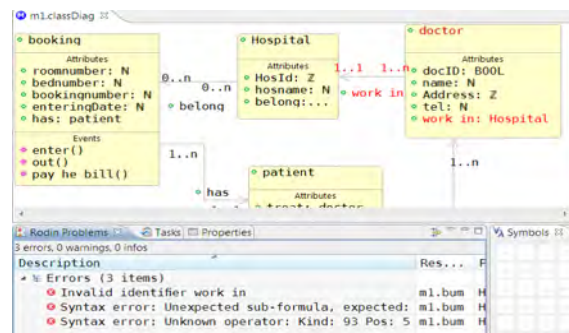 m1.classDiag
booking
Attributes
roomnumber: N
bednumber: N
bookingnumber: N
enteringDate: N
has: patient
Events
enter()
out()
pay he bill()
0..n
0..n
belong
Hospital
Attributes
HosId: Z
hosname: N
belong:...
1..1
1..n
work in
doctor
Attributes
docID: BOOL
name: N
Address: Z
tel: N
work in: Hospital
1..n
has
1..n
patient
Attributes
Rodin Problems
Tasks
Properties
Symbols
3 errors, 0 warnings, 0 infos
Description Res... F
Errors (3 items)
Invalid identifier work in m1.bum H
Syntax error: Unexpected sub-formula, expected: m1.bum H
Syntax error: Unknown operator: Kind: 93 Pos: 5 m1.bum H